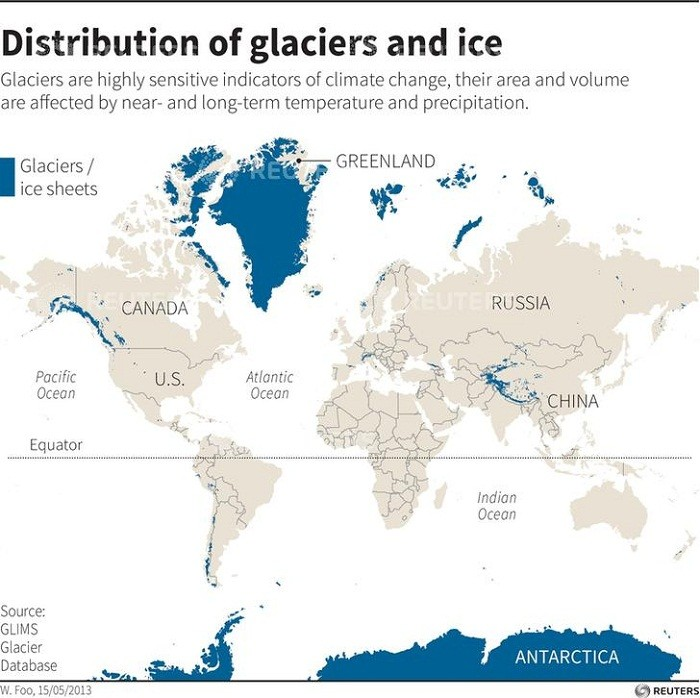 Distribution of glaciers and ice
Glaciers are highly sensitive indicators of climate change, their area and volume
are affected by near- and long-term temperature and precipitation.
Glaciers /
ice sheets
GREENLAND
CANADA
RUSSIA
U.S.
CHINA
Pacific
Ocean
Atlantic
Ocean
Equator
Indian
Ocean
Source:
GLIMS
Glacier
Database
ANTARCTICA
W. Foo, 15/05/2013
REUTERS